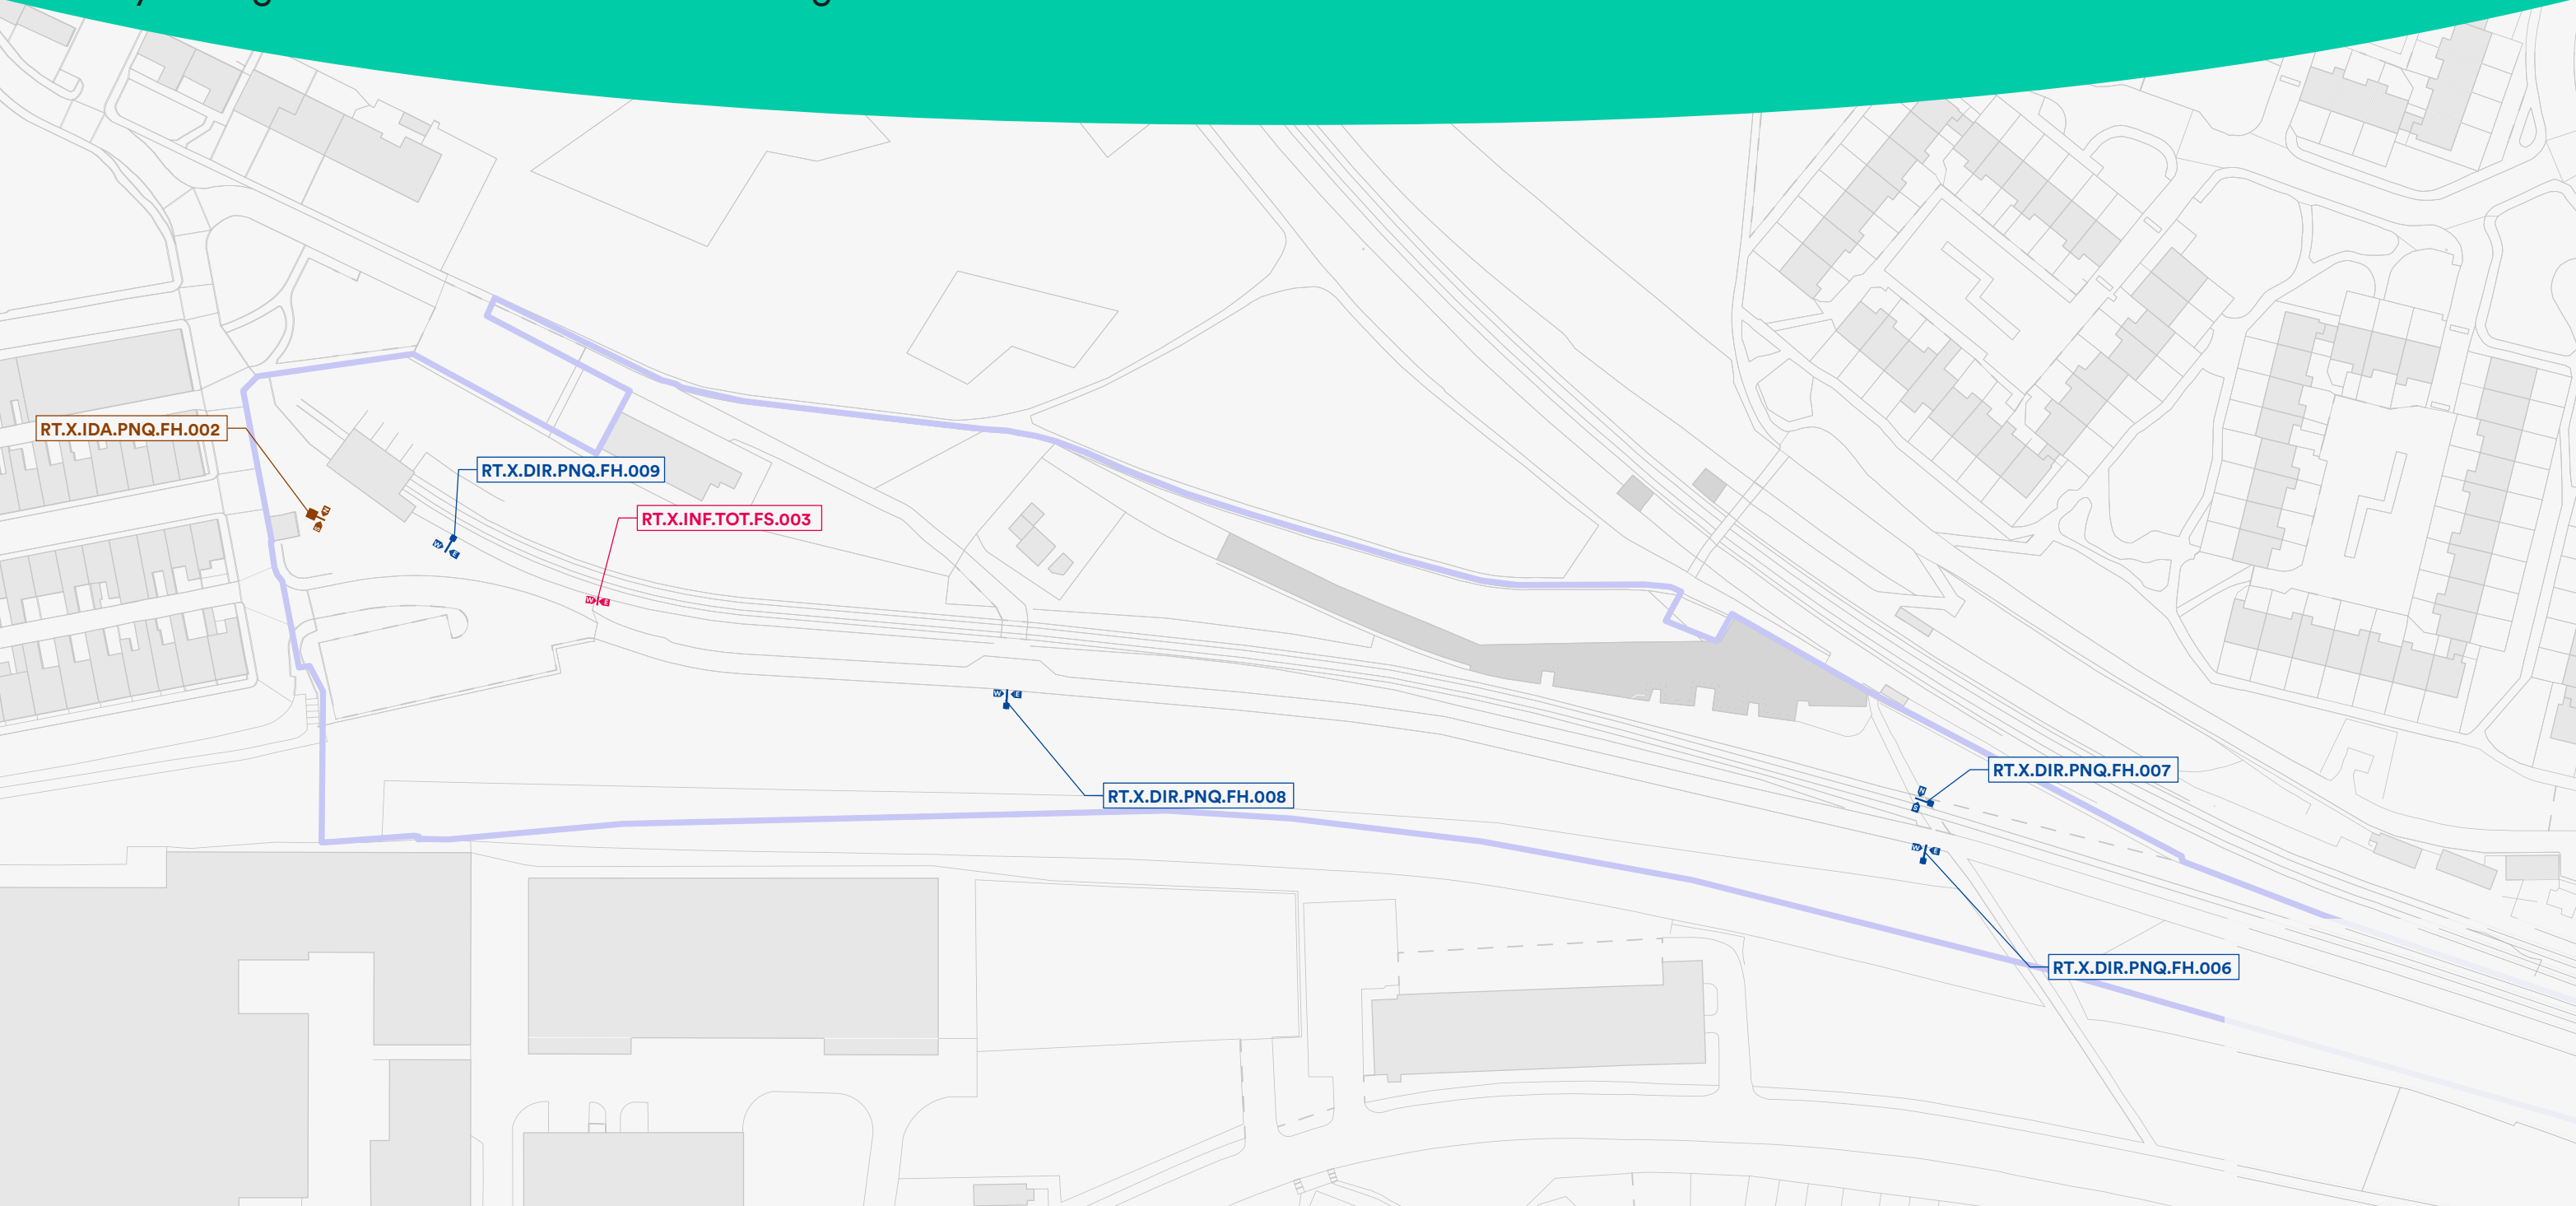 RT.X.IDA.PNQ.FH.002
RT.X.DIR.PNQ.FH.009
RT.X.INF.TOT.FS.003
W E
W E
W E
RT.X.DIR.PNQ.FH.007
RT.X.DIR.PNQ.FH.008
W E
RT.X.DIR.PNQ.FH.006